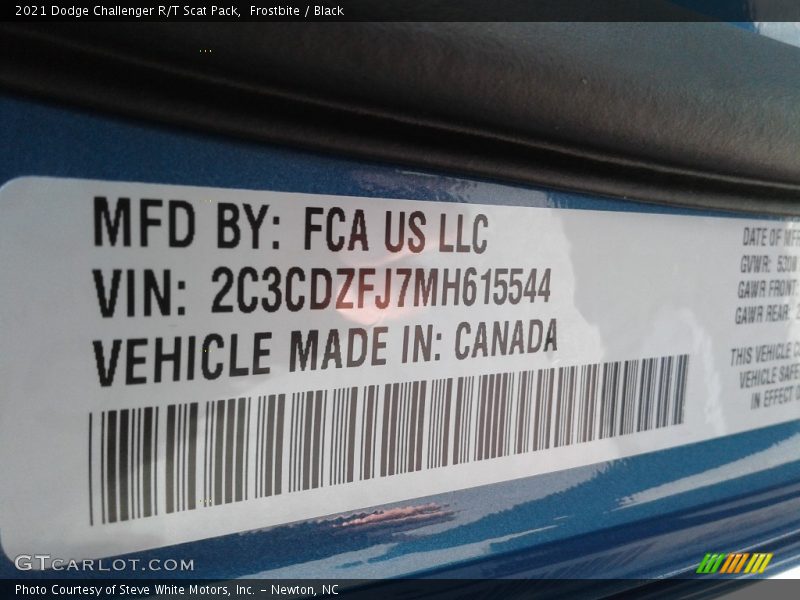 2021 Dodge Challenger R/T Scat Pack, Frostbite / Black
MFD BY: FCA US LLC
VIN: 2C3CDZFJ7MH615544
VEHICLE MADE IN: CANADA
DATE OF
GVWR:
GAWR FRONT:
GAWR REAR:
THIS VEHICLE
VEHICLE
IN EFFECT
GTCARLOT.COM
Photo Courtesy of Steve White Motors, Inc. – Newton, NC